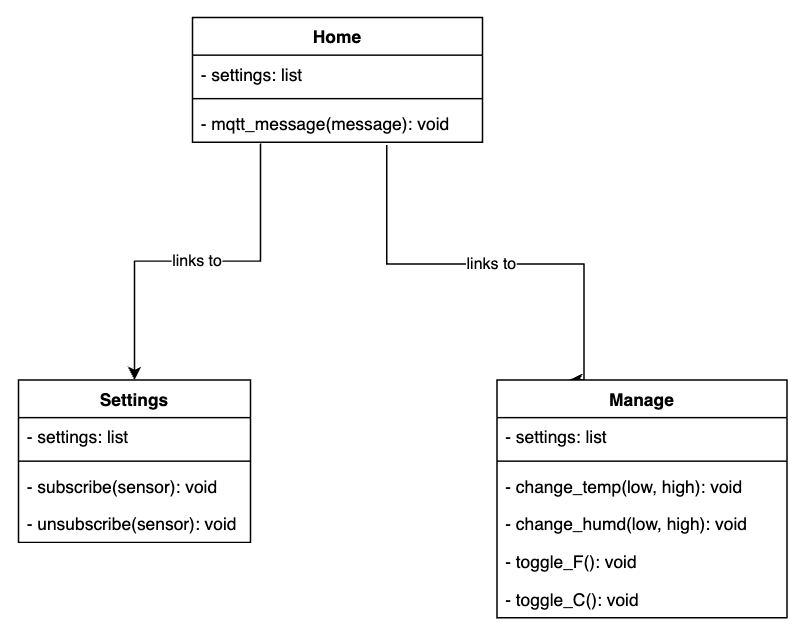 Home
- settings: list
- mqtt_message(message): void
links to
links to
Settings
- settings: list
- subscribe(sensor): void
- unsubscribe(sensor): void
Manage
- settings: list
- change_temp(low, high): void
- change_humd(low, high): void
- toggle_F(): void
- toggle_C(): void